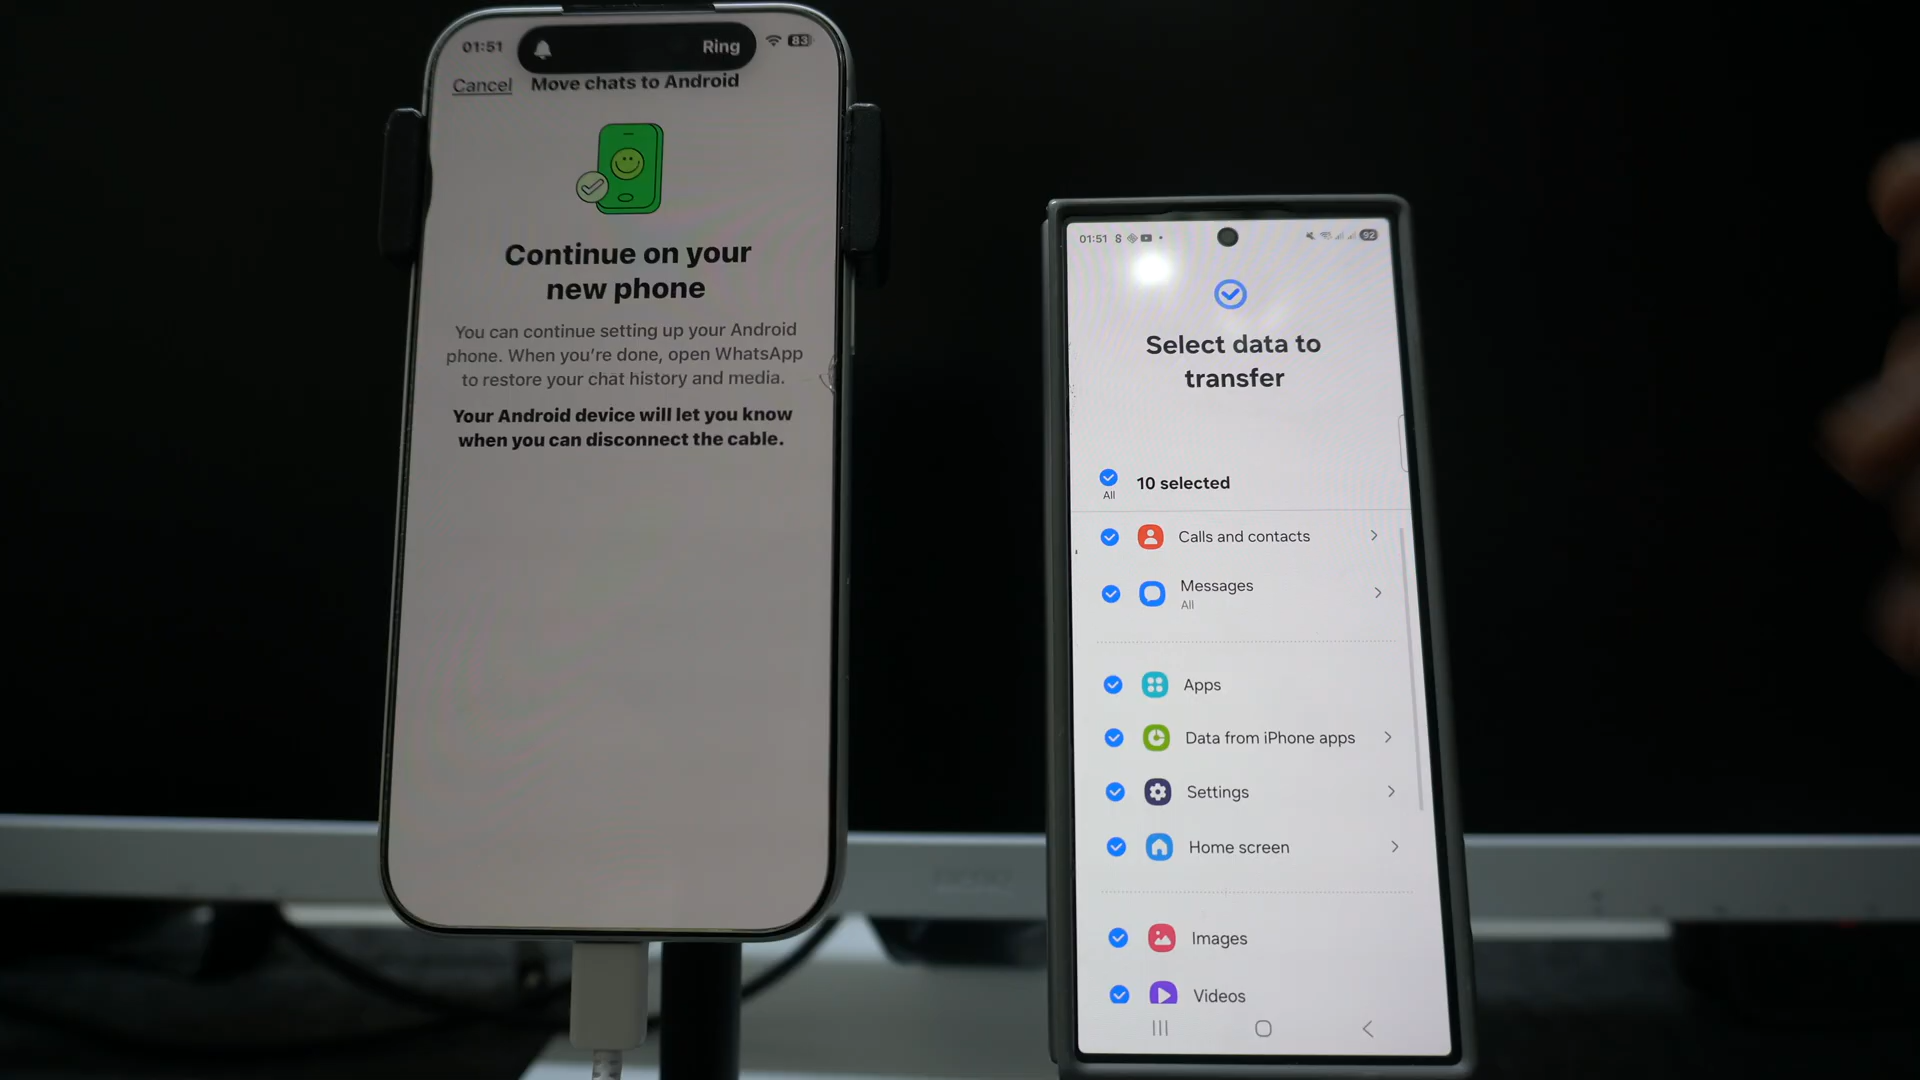 01:51
Ring
83
Cancel
Move chats to Android
Continue on your
new phone
You can continue setting up your Android
phone. When you're done, open WhatsApp
to restore your chat history and media.
Your Android device will let you know
when you can disconnect the cable.
01:51
8
92
Select data to
transfer
All
10 selected
Calls and contacts
Messages
All
Apps
Data from iPhone apps
Settings
Home screen
Images
Videos